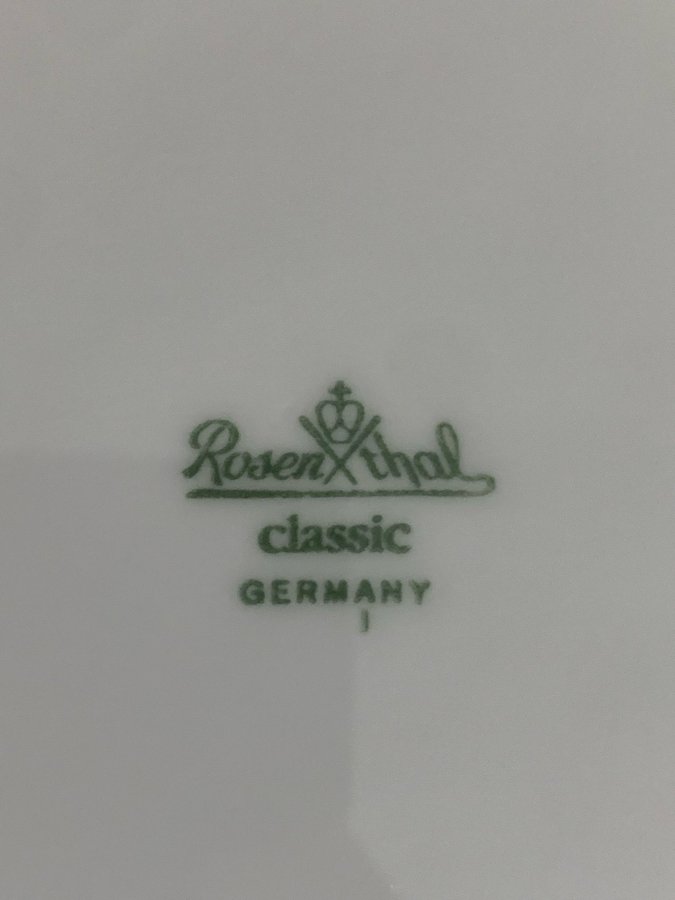 Rosenthal
classic
GERMANY
I